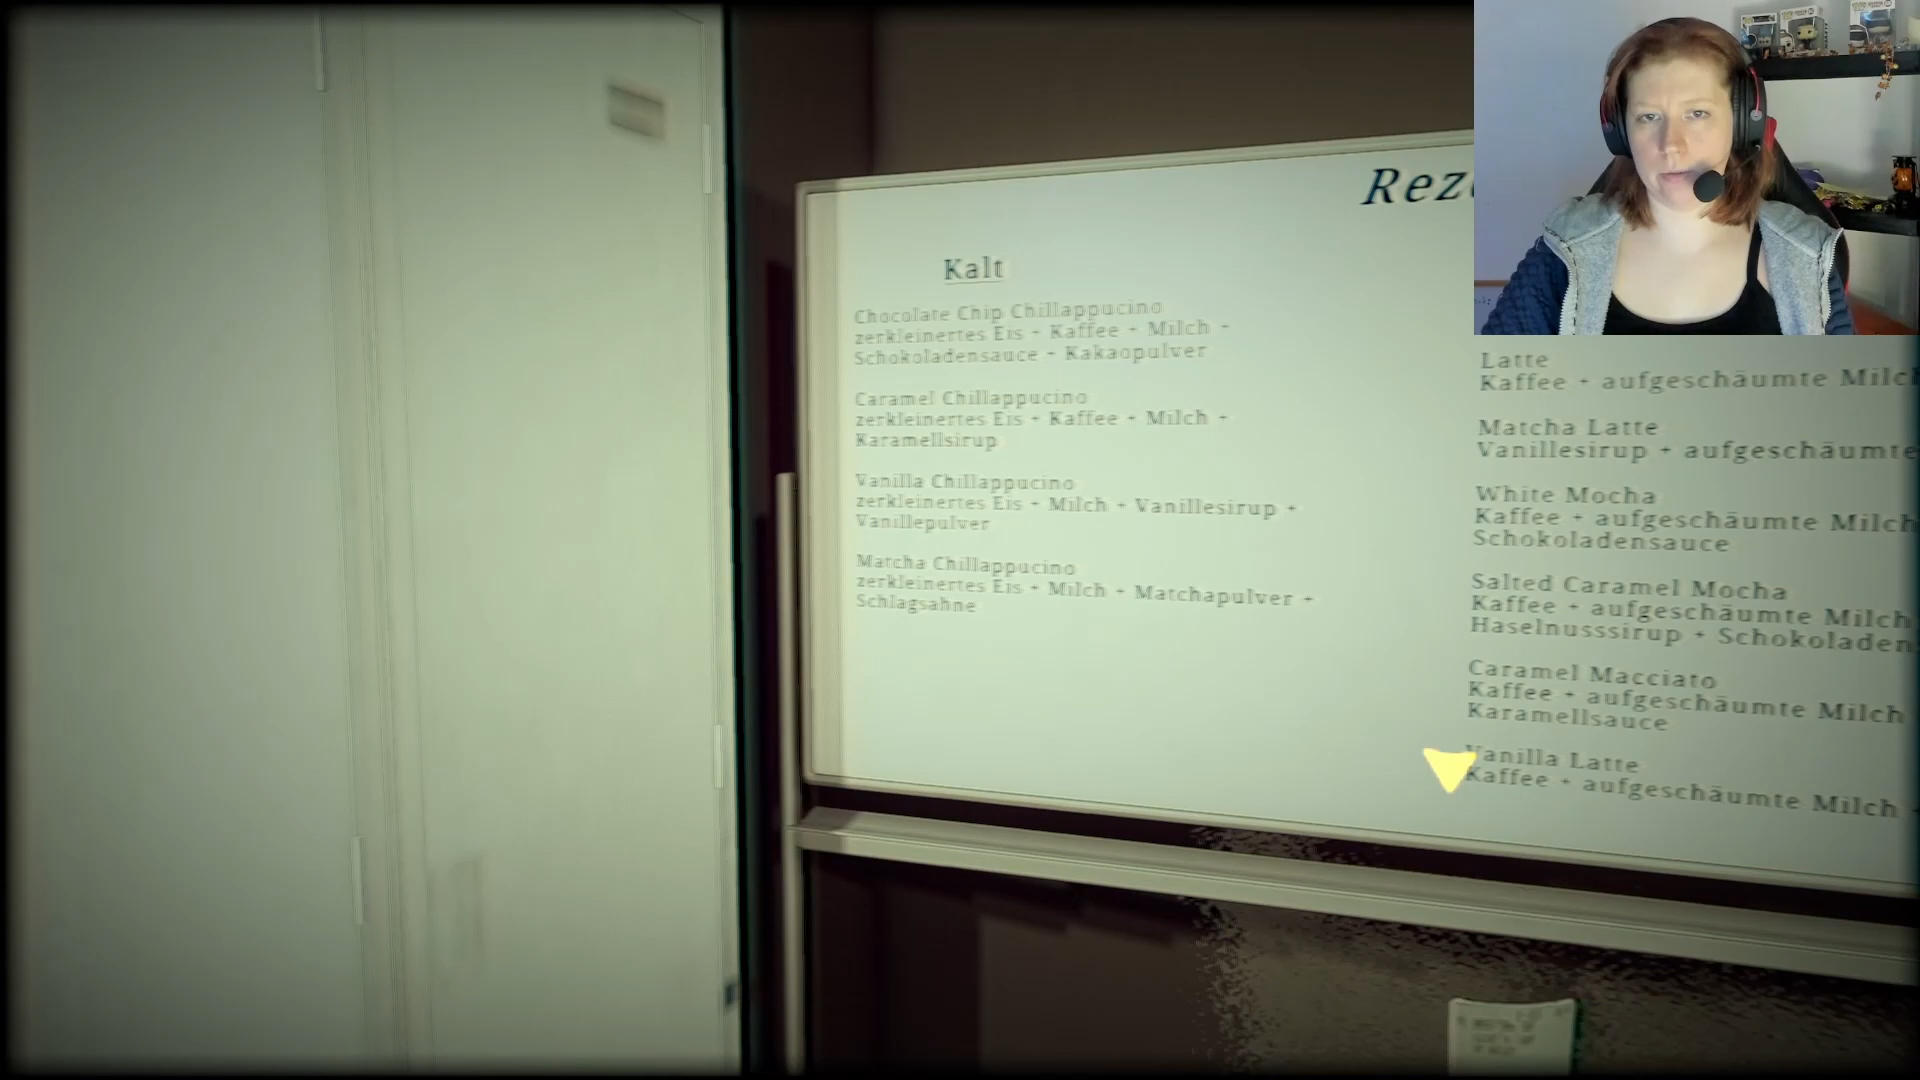 Rez
Kalt
Chocolate Chip Chillappucino
zerkleinertes Eis + Kaffee + Milch +
Schokoladensauce + Kakaopulver
Caramel Chillappucino
zerkleinertes Eis + Kaffee + Milch +
Karamellsirup
Vanilla Chillappucino
zerkleinertes Eis + Milch + Vanillesirup +
Vanillepulver
Matcha Chillappucino
zerkleinertes Eis + Milch + Matchapulver +
Schlagsahne
Latte
Kaffee + aufgeschäumte Milch
Matcha Latte
Vanillesirup + aufgeschäumte
White Mocha
Kaffee + aufgeschäumte Milch
Schokoladensauce
Salted Caramel Mocha
Kaffee + aufgeschäumte Milch
Haselnusssirup + Schokoladen
Caramel Macciato
Kaffee + aufgeschäumte Milch
Karamellsauce
Vanilla Latte
Kaffee + aufgeschäumte Milch +